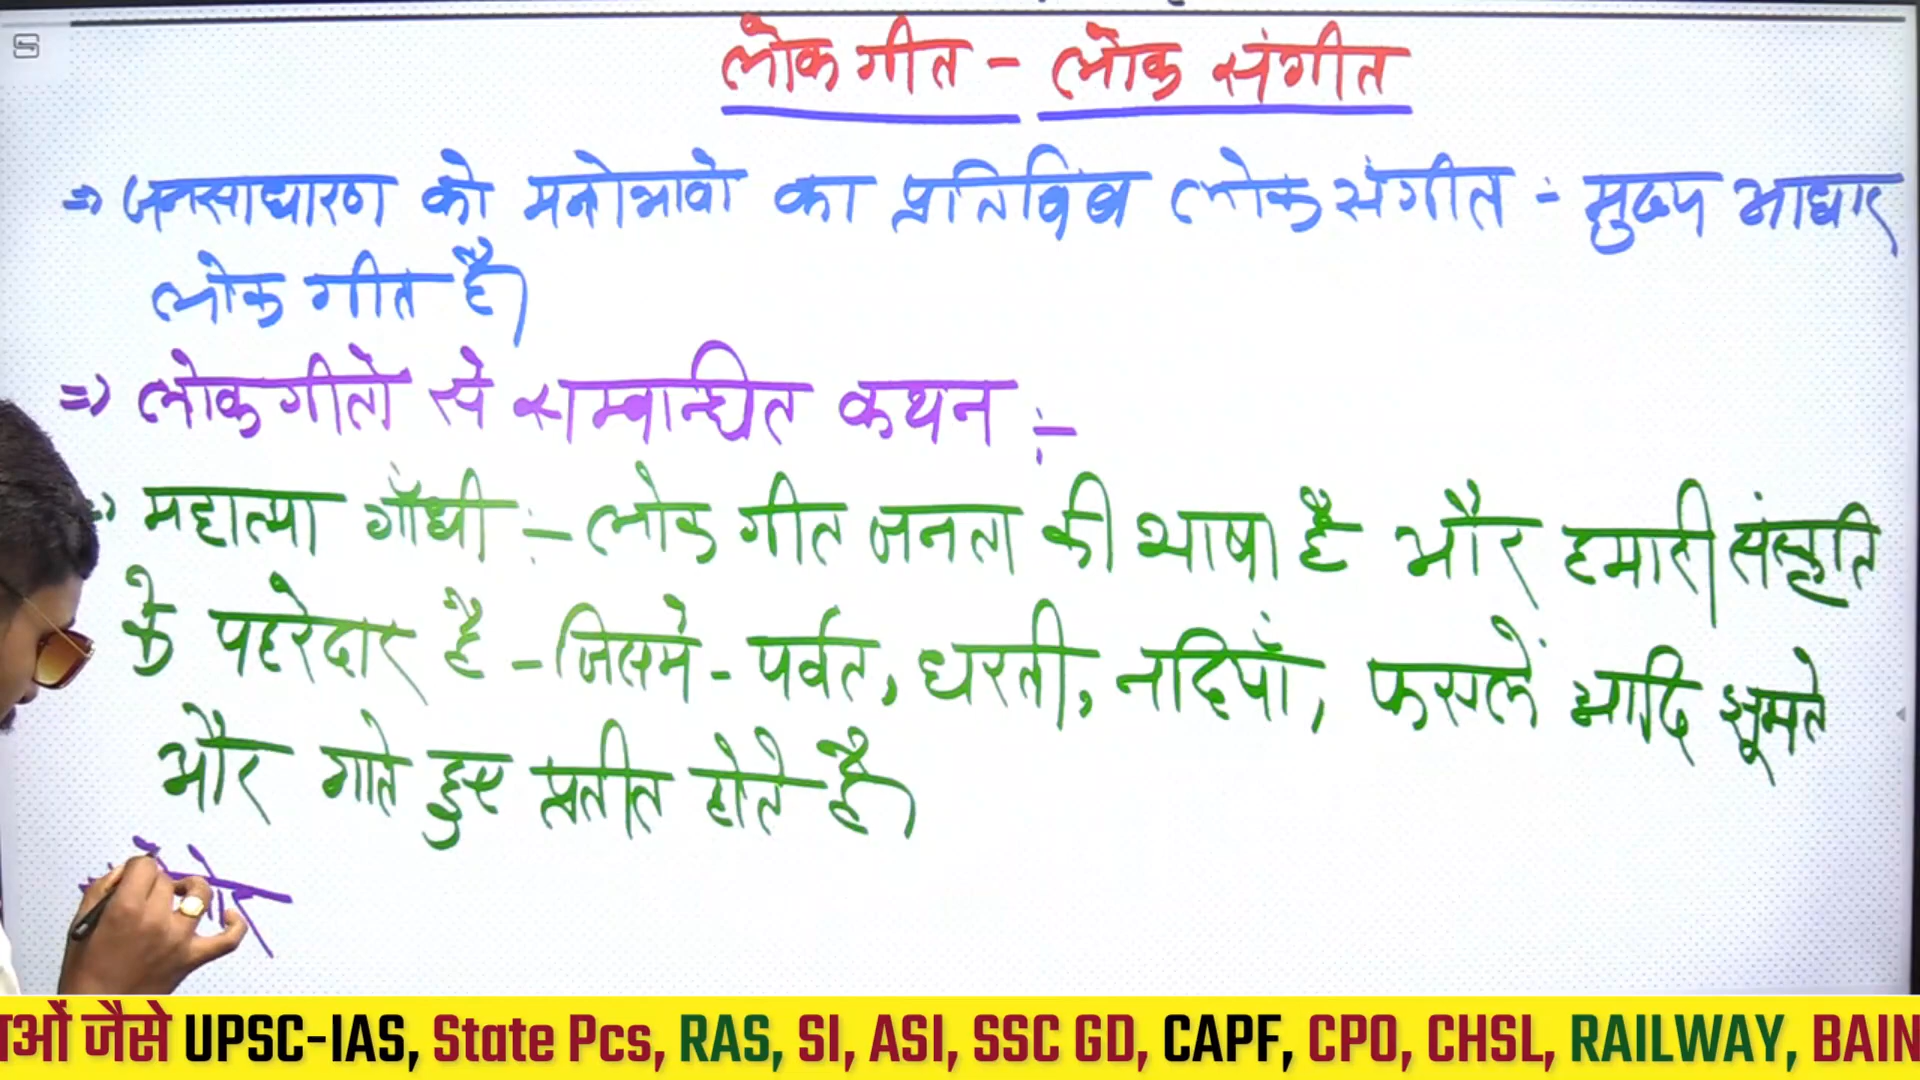 लोक गीत - लोक संगीत
⇒ जनसाधारण को मनोभावो का प्रतिबिंब लोक संगीत - मुख्य आधार
लोक गीत है।
⇒ लोकगीतो से सम्बान्धित कथन :-
⇒ महात्मा गाँधी :- लोक गीत जनता की भाषा है और हमारी संस्कृति
के पहरेदार है - जिसमे - पर्वत, धरती, नदियाँ, फसलें आदि झूमते
और गाते हुए प्रतीत होते है।
ाओं जैसे UPSC-IAS, State Pcs, RAS, SI, ASI, SSC GD, CAPF, CPO, CHSL, RAILWAY, BAIN